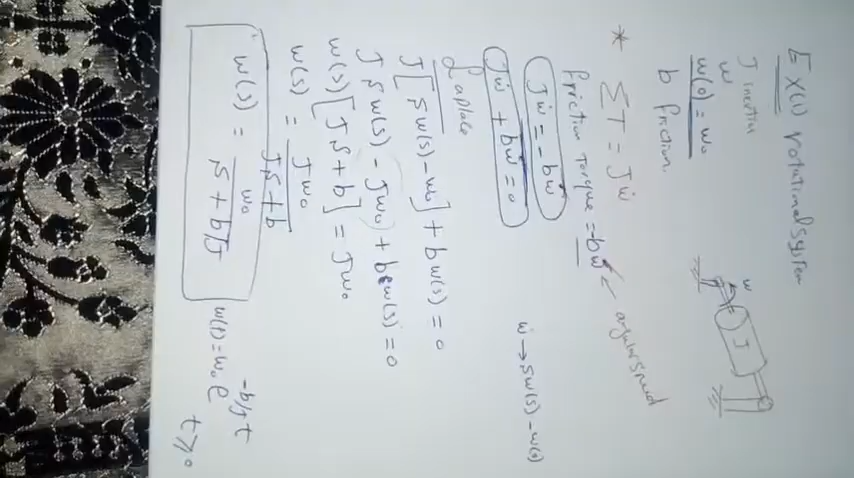 EX(1) rotational System
J inertia
ω
ω(0) = ω₀
b friction
ω
J
* ΣT = Jω̇
friction torque = -bω ← angular speed
Jω̇ = -bω
Jω̇ + bω = 0
ω̇ → sω(s) - ω(0)
Laplace
J[sω(s) - ω₀] + bω(s) = 0
Jsω(s) - Jω₀ + bω(s) = 0
ω(s)[Js + b] = Jω₀
ω(s) = Jω₀ / Js + b
ω(s) = ω₀ / s + b/J
ω(t) = ω₀ e^(-b/J t)
t ≥ 0